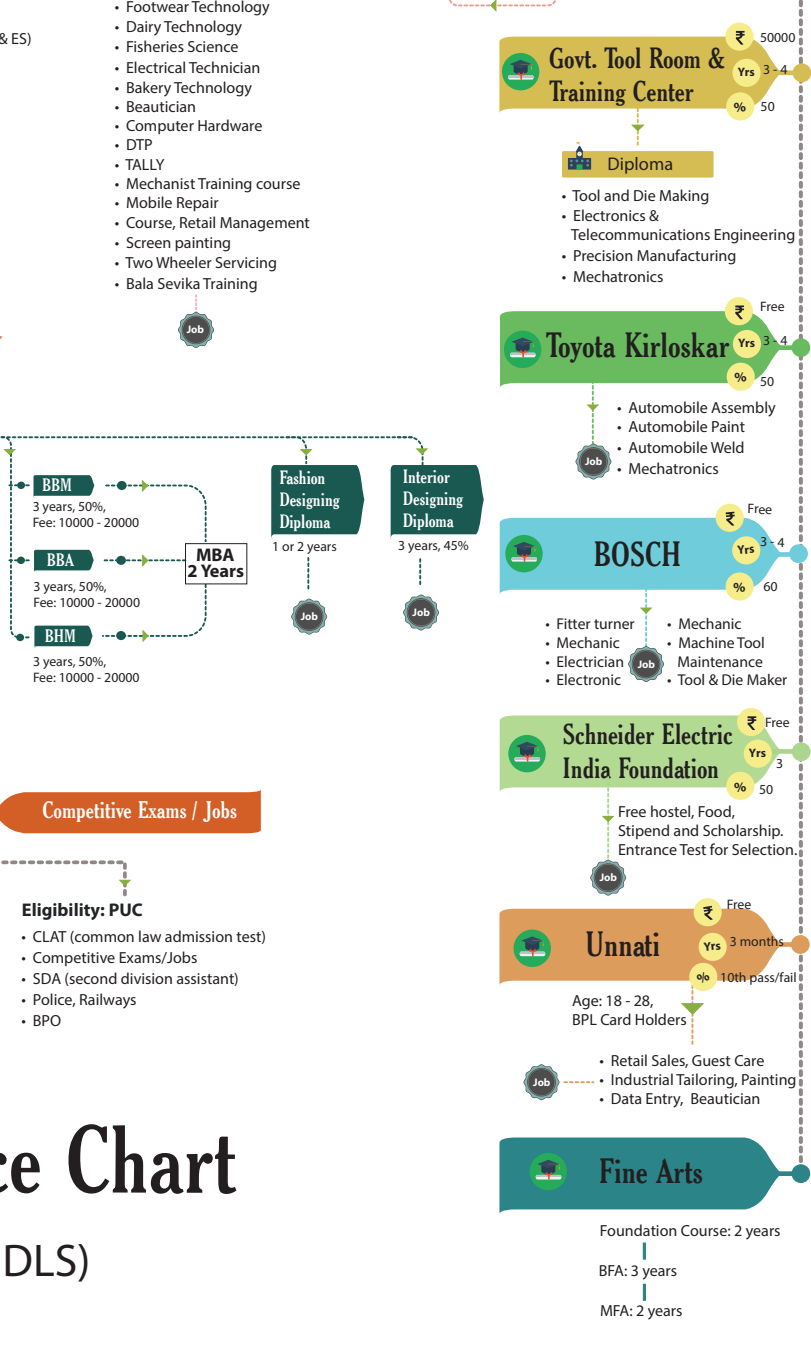 & ES)
• Footwear Technology
• Dairy Technology
• Fisheries Science
• Electrical Technician
• Bakery Technology
• Beautician
• Computer Hardware
• DTP
• TALLY
• Mechanist Training course
• Mobile Repair
• Course, Retail Management
• Screen painting
• Two Wheeler Servicing
• Bala Sevika Training
Job
BBM
3 years, 50%,
Fee: 10000 - 20000
BBA
3 years, 50%,
Fee: 10000 - 20000
BHM
3 years, 50%,
Fee: 10000 - 20000
MBA
2 Years
Fashion
Designing
Diploma
1 or 2 years
Job
Interior
Designing
Diploma
3 years, 45%
Job
Competitive Exams / Jobs
Eligibility: PUC
• CLAT (common law admission test)
• Competitive Exams/Jobs
• SDA (second division assistant)
• Police, Railways
• BPO
ce Chart
DLS)
Govt. Tool Room &
Training Center
₹ 50000
Yrs 3 - 4
% 50
Diploma
• Tool and Die Making
• Electronics &
Telecommunications Engineering
• Precision Manufacturing
• Mechatronics
Toyota Kirloskar
₹ Free
Yrs 3 - 4
% 50
• Automobile Assembly
• Automobile Paint
• Automobile Weld
• Mechatronics
Job
BOSCH
₹ Free
Yrs 3 - 4
% 60
• Fitter turner
• Mechanic
• Electrician
• Electronic
Job
• Mechanic
• Machine Tool
Maintenance
• Tool & Die Maker
Schneider Electric
India Foundation
₹ Free
Yrs 3
% 50
Free hostel, Food,
Stipend and Scholarship.
Entrance Test for Selection.
Job
Unnati
₹ Free
Yrs 3 months
% 10th pass/fail
Age: 18 - 28,
BPL Card Holders
Job
• Retail Sales, Guest Care
• Industrial Tailoring, Painting
• Data Entry, Beautician
Fine Arts
Foundation Course: 2 years
BFA: 3 years
MFA: 2 years